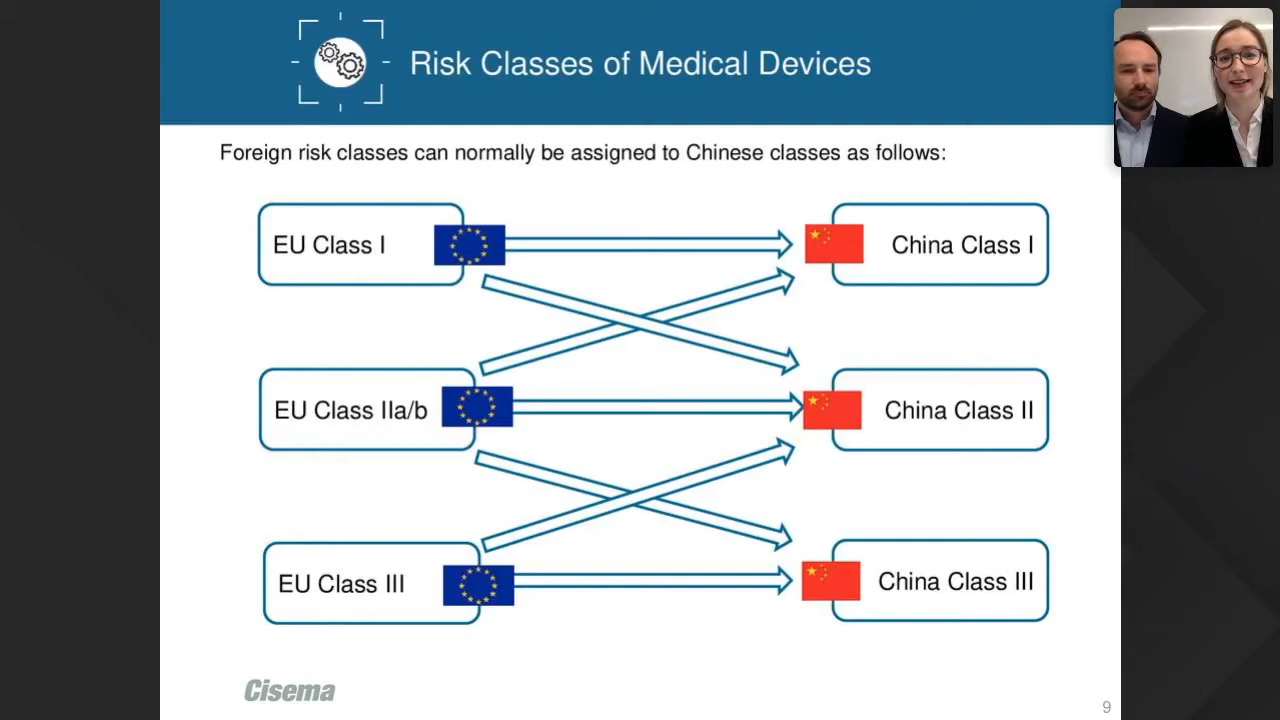 Risk Classes of Medical Devices
Foreign risk classes can normally be assigned to Chinese classes as follows:
EU Class I
China Class I
EU Class IIa/b
China Class II
EU Class III
China Class III
Cisema
9